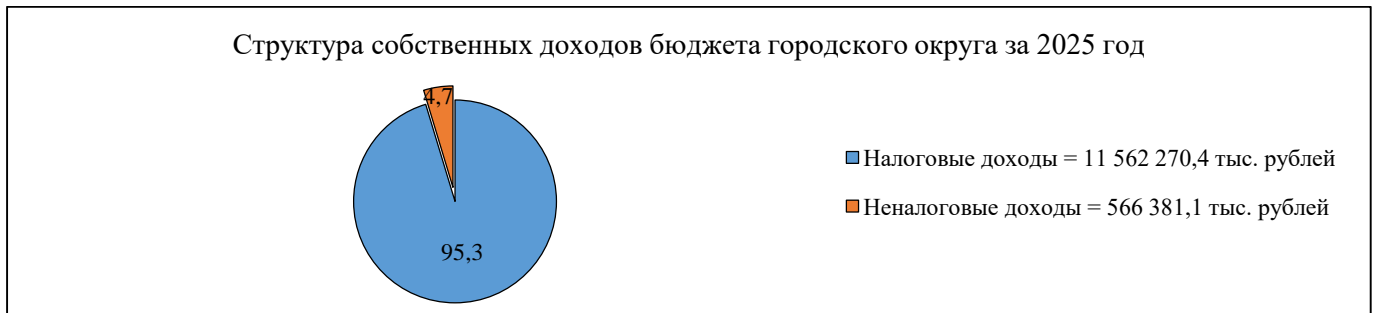 Структура собственных доходов бюджета городского округа за 2025 год
4,7
Налоговые доходы = 11 562 270,4 тыс. рублей
Неналоговые доходы = 566 381,1 тыс. рублей
95,3